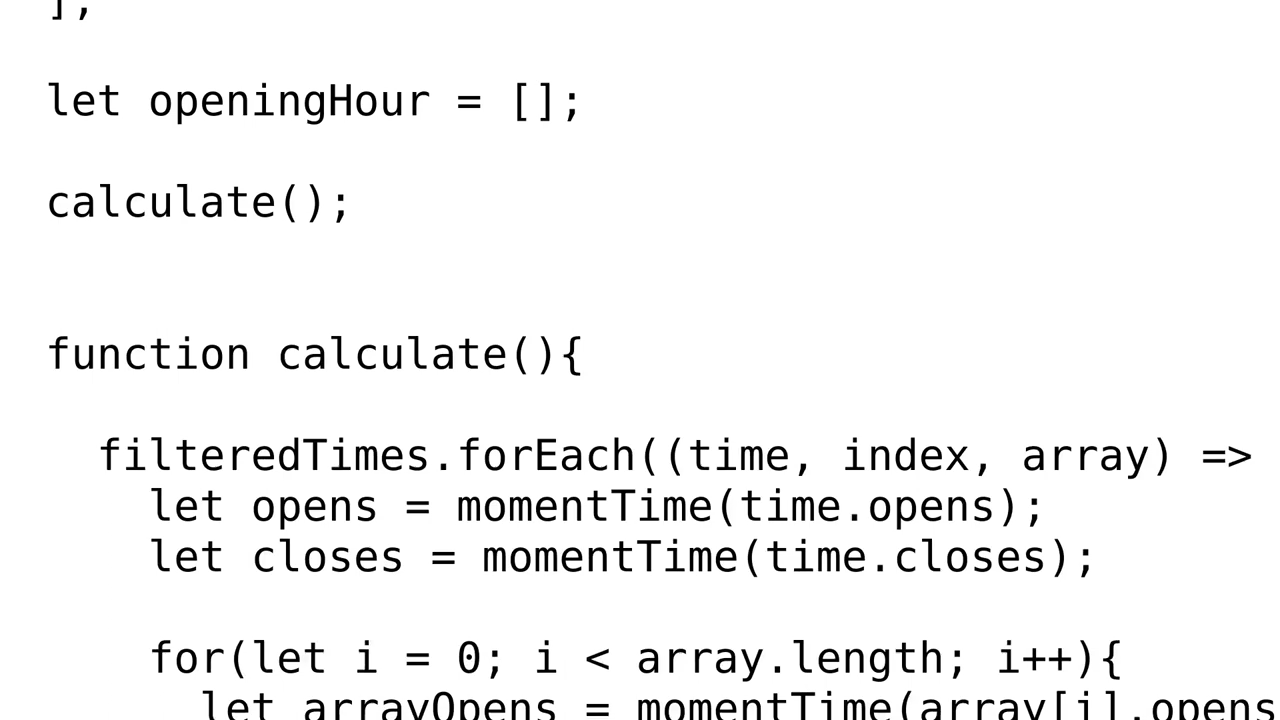 ];
let openingHour = [];
calculate();
function calculate(){
filteredTimes.forEach((time, index, array) =>
let opens = momentTime(time.opens);
let closes = momentTime(time.closes);
for(let i = 0; i < array.length; i++){
let arrayOpens = momentTime(array[i].opens